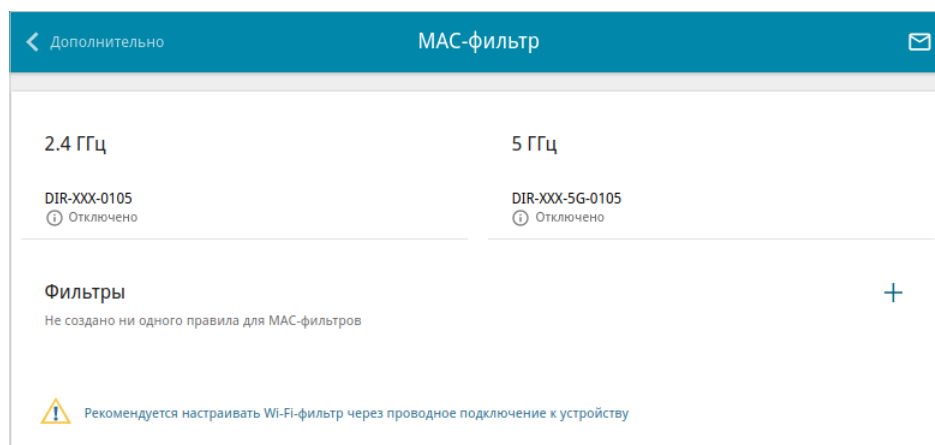 Дополнительно
MAC-фильтр
2.4 ГГц
5 ГГц
DIR-XXX-0105
Отключено
DIR-XXX-5G-0105
Отключено
Фильтры
Не создано ни одного правила для MAC-фильтров
Рекомендуется настраивать Wi-Fi-фильтр через проводное подключение к устройству